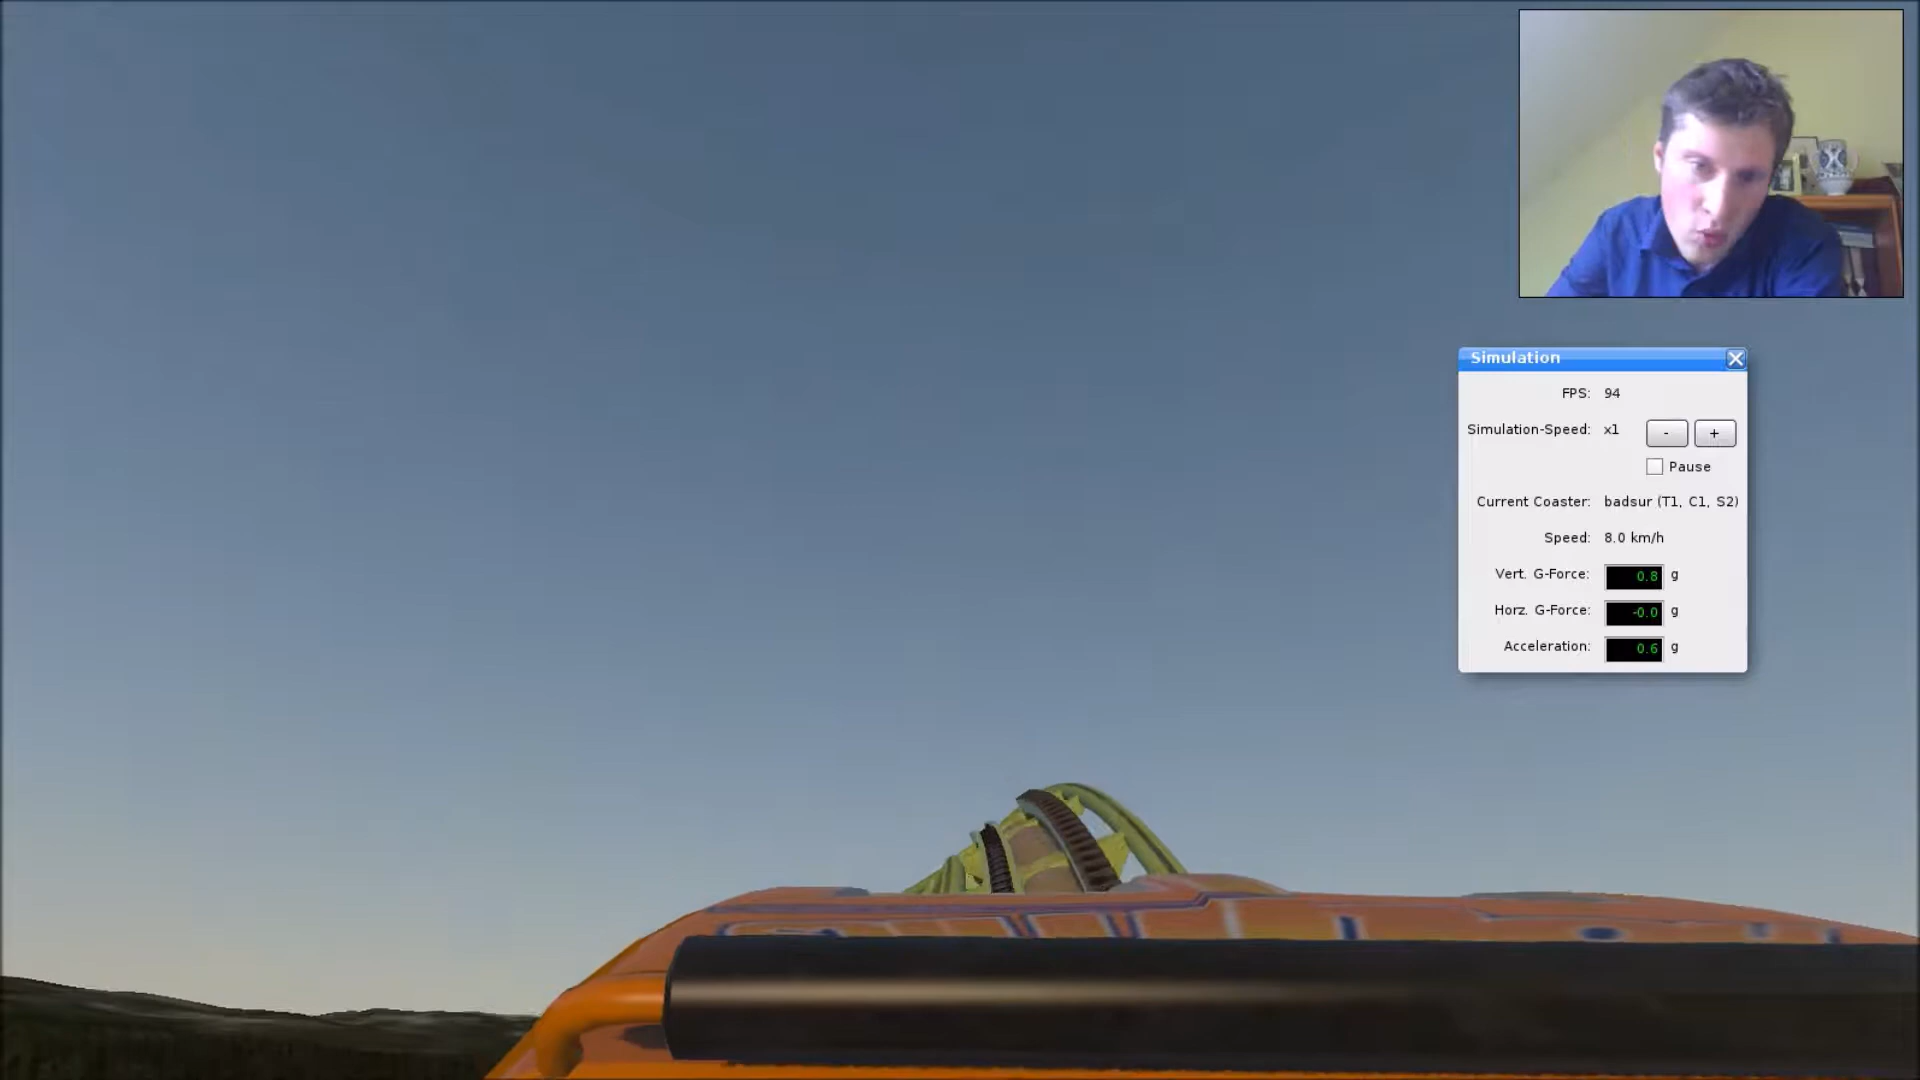 Simulation
FPS: 94
Simulation-Speed: x1 - +
Pause
Current Coaster: badsur (T1, C1, S2)
Speed: 8.0 km/h
Vert. G-Force: 0.8 g
Horz. G-Force: -0.0 g
Acceleration: 0.6 g